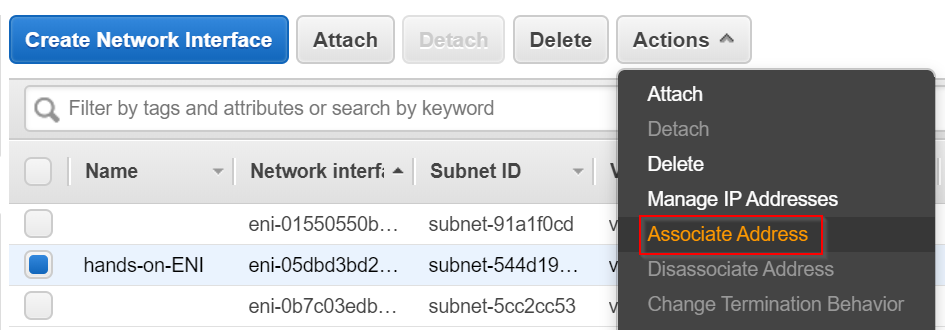 Create Network Interface Attach Detach Delete Actions
Filter by tags and attributes or search by keyword
Name Network interfa Subnet ID
eni-01550550b… subnet-91a1f0cd
hands-on-ENI eni-05dbd3bd2… subnet-544d19…
eni-0b7c03edb… subnet-5cc2cc53
Attach
Detach
Delete
Manage IP Addresses
Associate Address
Disassociate Address
Change Termination Behavior